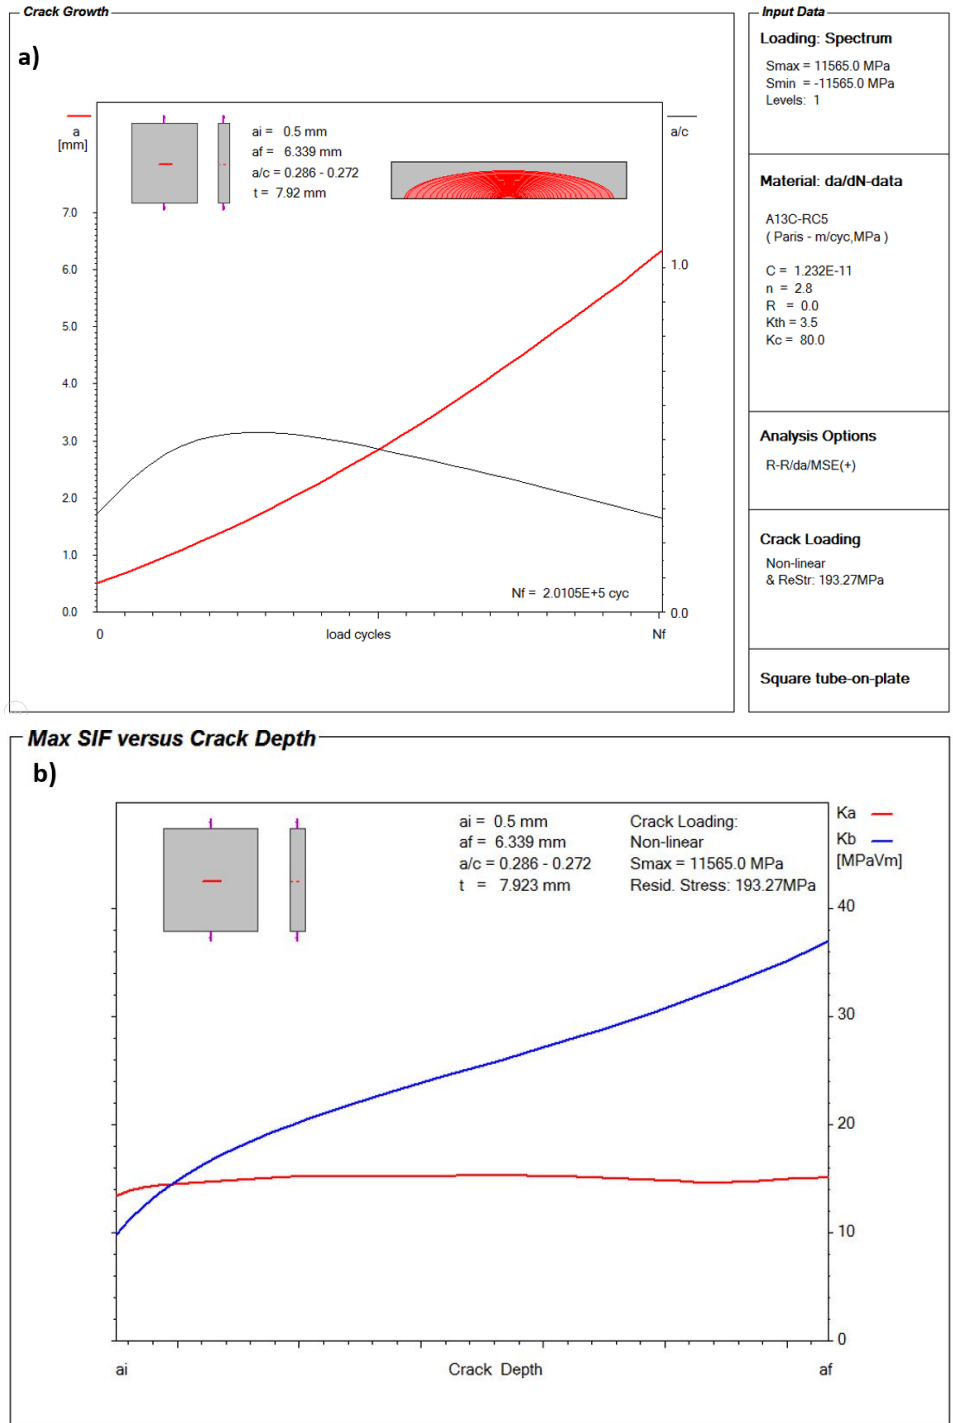 Crack Growth
a)
a
[mm]
ai = 0.5 mm
af = 6.339 mm
a/c = 0.286 - 0.272
t = 7.92 mm
a/c
7.0
6.0
5.0
4.0
3.0
2.0
1.0
0.0
1.0
0.0
Nf = 2.0105E+5 cyc
0
load cycles
Nf
Input Data
Loading: Spectrum
Smax = 11565.0 MPa
Smin = -11565.0 MPa
Levels: 1
Material: da/dN-data
A13C-RC5
( Paris - m/cyc,MPa )
C = 1.232E-11
n = 2.8
R = 0.0
Kth = 3.5
Kc = 80.0
Analysis Options
R-R/da/MSE(+)
Crack Loading
Non-linear
& ReStr: 193.27MPa
Square tube-on-plate
Max SIF versus Crack Depth
b)
ai = 0.5 mm
af = 6.339 mm
a/c = 0.286 - 0.272
t = 7.923 mm
Crack Loading:
Non-linear
Smax = 11565.0 MPa
Resid. Stress: 193.27MPa
Ka
Kb
[MPaVm]
40
30
20
10
0
ai
Crack Depth
af